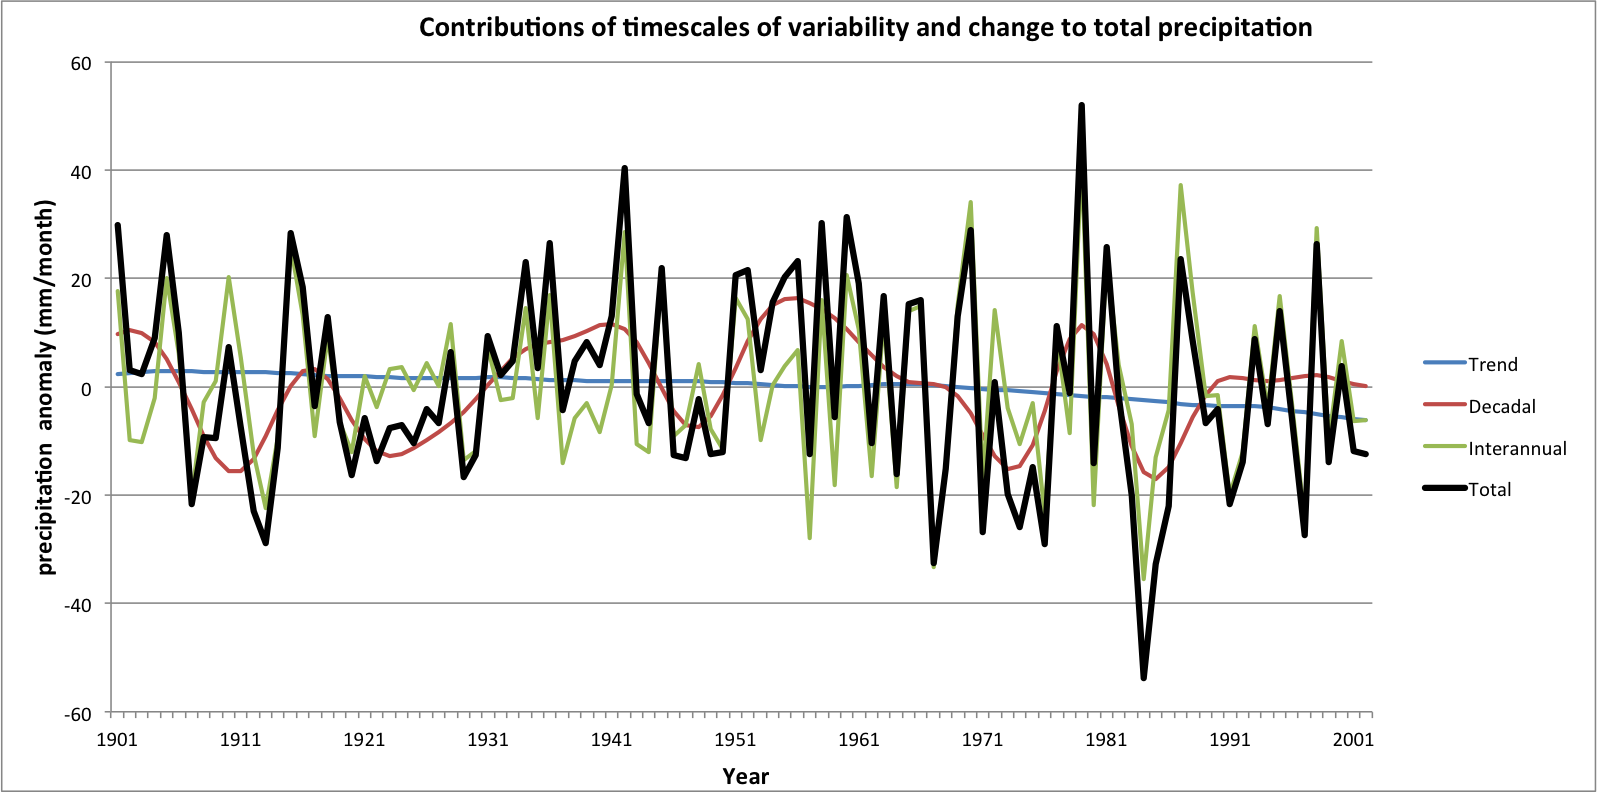 Contributions of timescales of variability and change to total precipitation
60
40
20
0
-20
-40
-60
precipitation anomaly (mm/month)
1901 1911 1921 1931 1941 1951 1961 1971 1981 1991 2001
Year
Trend
Decadal
Interannual
Total